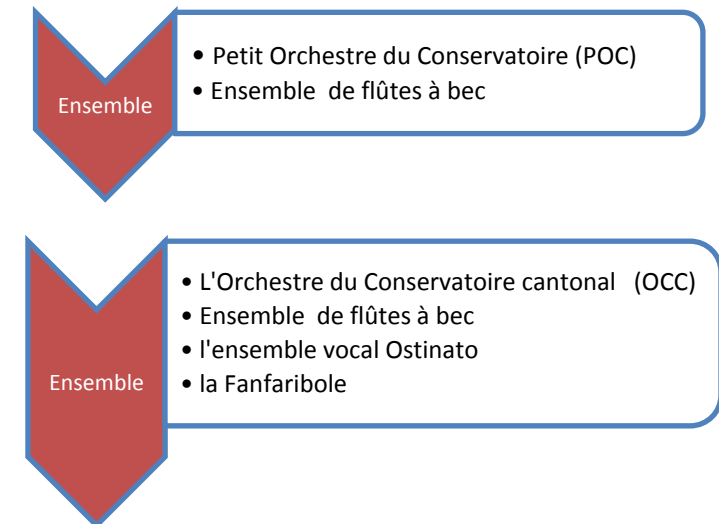 Ensemble
• Petit Orchestre du Conservatoire (POC)
• Ensemble  de flûtes à bec
Ensemble
• L'Orchestre du Conservatoire cantonal   (OCC)
• Ensemble  de flûtes à bec
• l'ensemble vocal Ostinato
• la Fanfaribole